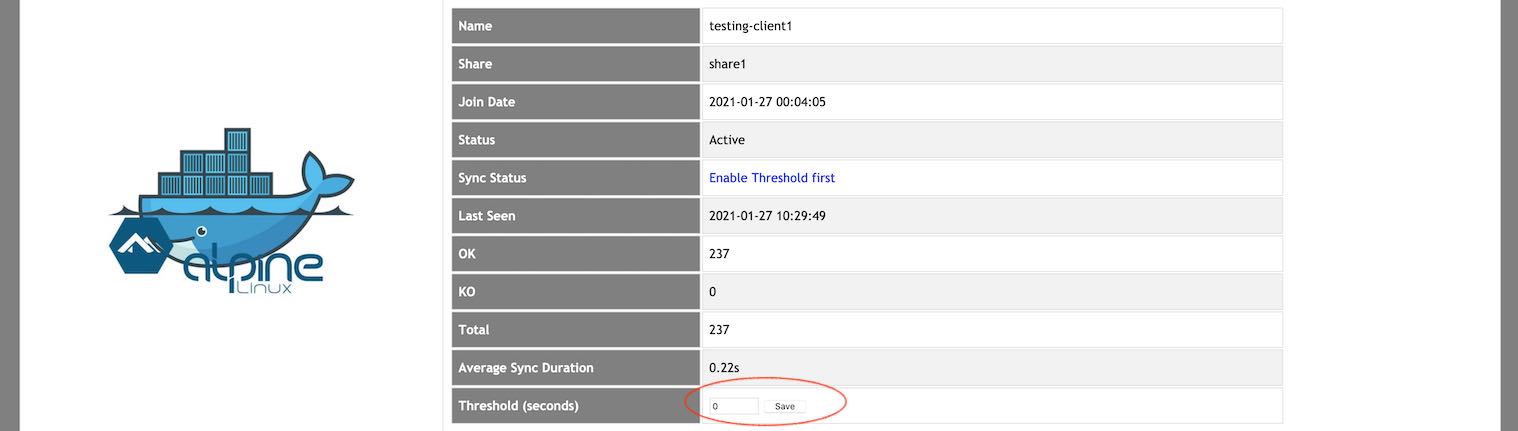 Name testing-client1
Share share1
Join Date 2021-01-27 00:04:05
Status Active
Sync Status Enable Threshold first
Last Seen 2021-01-27 10:29:49
OK 237
KO 0
Total 237
Average Sync Duration 0.22s
Threshold (seconds) 0 Save
alpine
Linux